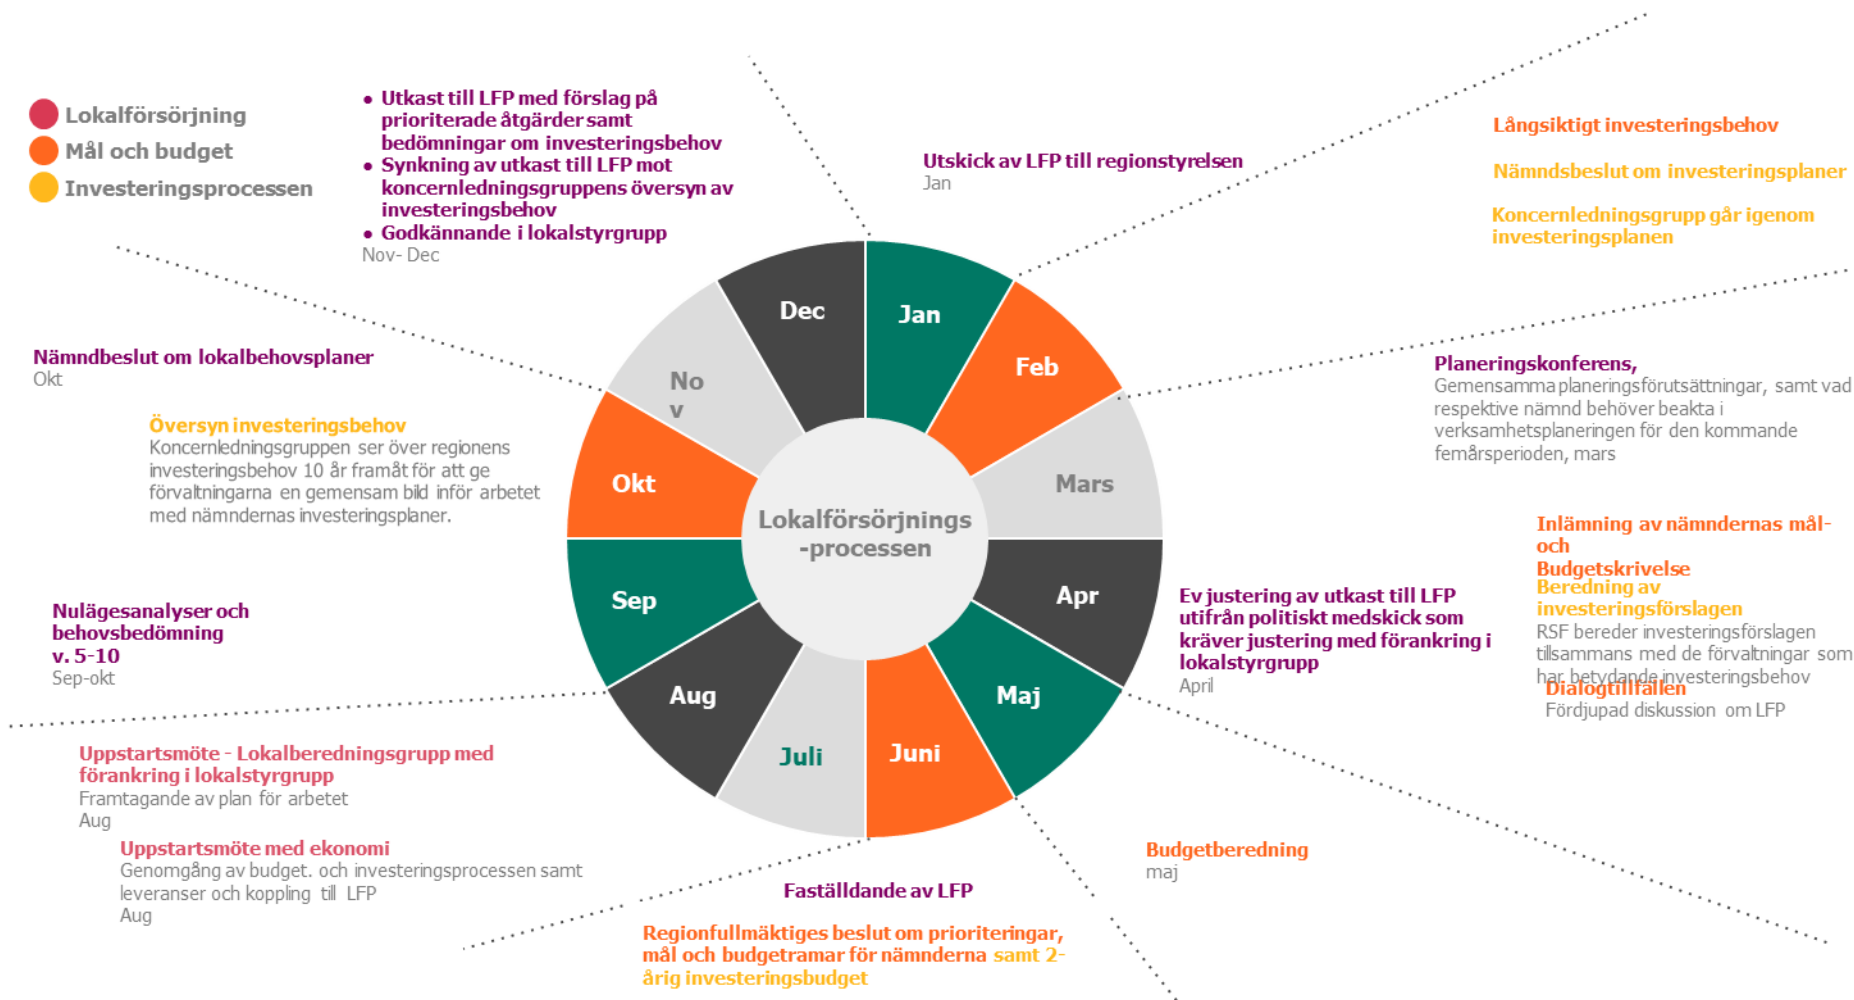 Lokalförsörjning
Mål och budget
Investeringsprocessen
• Utkast till LFP med förslag på
prioriterade åtgärder samt
bedömningar om investeringsbehov
• Synkning av utkast till LFP mot
koncernledningsgruppens översyn av
investeringsbehov
• Godkännande i lokalstyrgrupp
Nov- Dec
Utskick av LFP till regionstyrelsen
Jan
Långsiktigt investeringsbehov
Nämndsbeslut om investeringsplaner
Koncernledningsgrupp går igenom
investeringsplanen
Planeringskonferens,
Gemensamma planeringsförutsättningar, samt vad
respektive nämnd behöver beakta i
verksamhetsplaneringen för den kommande
femårsperioden, mars
Inlämning av nämndernas mål-
och
Budgetskrivelse
Beredning av
investeringsförslagen
RSF bereder investeringsförslagen
tillsammans med de förvaltningar som
har betydande investeringsbehov
Dialogtillfällen
Fördjupad diskussion om LFP
Ev justering av utkast till LFP
utifrån politiskt medskick som
kräver justering med förankring i
lokalstyrgrupp
April
Budgetberedning
maj
Faställdande av LFP
Regionfullmäktiges beslut om prioriteringar,
mål och budgetramar för nämnderna samt 2-
årig investeringsbudget
Uppstartsmöte - Lokalberedningsgrupp med
förankring i lokalstyrgrupp
Framtagande av plan för arbetet
Aug
Uppstartsmöte med ekonomi
Genomgång av budget. och investeringsprocessen samt
leveranser och koppling till LFP
Aug
Nulägesanalyser och
behovsbedömning
v. 5-10
Sep-okt
Nämndbeslut om lokalbehovsplaner
Okt
Översyn investeringsbehov
Koncernledningsgruppen ser över regionens
investeringsbehov 10 år framåt för att ge
förvaltningarna en gemensam bild inför arbetet
med nämndernas investeringsplaner.
Jan
Feb
Mars
Apr
Maj
Juni
Juli
Aug
Sep
Okt
No
v
Dec
Lokalförsörjnings
-processen